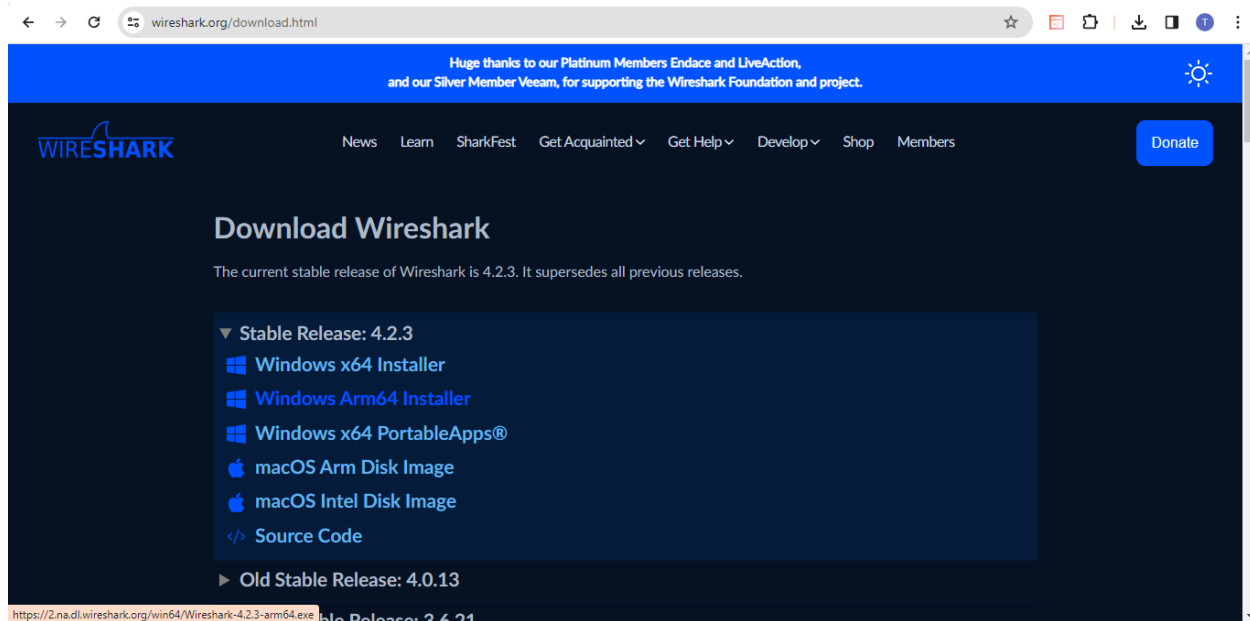 wireshark.org/download.html
T
Huge thanks to our Platinum Members Endace and LiveAction,
and our Silver Member Veeam, for supporting the Wireshark Foundation and project.
WIRESHARK
News Learn SharkFest Get Acquainted Get Help Develop Shop Members Donate
Download Wireshark
The current stable release of Wireshark is 4.2.3. It supersedes all previous releases.
Stable Release: 4.2.3
Windows x64 Installer
Windows Arm64 Installer
Windows x64 PortableApps®
macOS Arm Disk Image
macOS Intel Disk Image
</> Source Code
Old Stable Release: 4.0.13
https://2.na.dl.wireshark.org/win64/Wireshark-4.2.3-arm64.exe
Release: 3.6.21